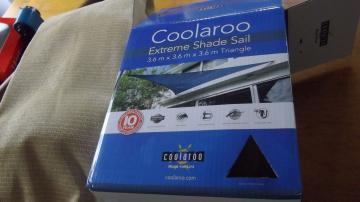 Coolaroo
Extreme Shade Sail
3.6 m x 3.6 m x 3.6 m Triangle
10
coolaroo
coolaroo.com